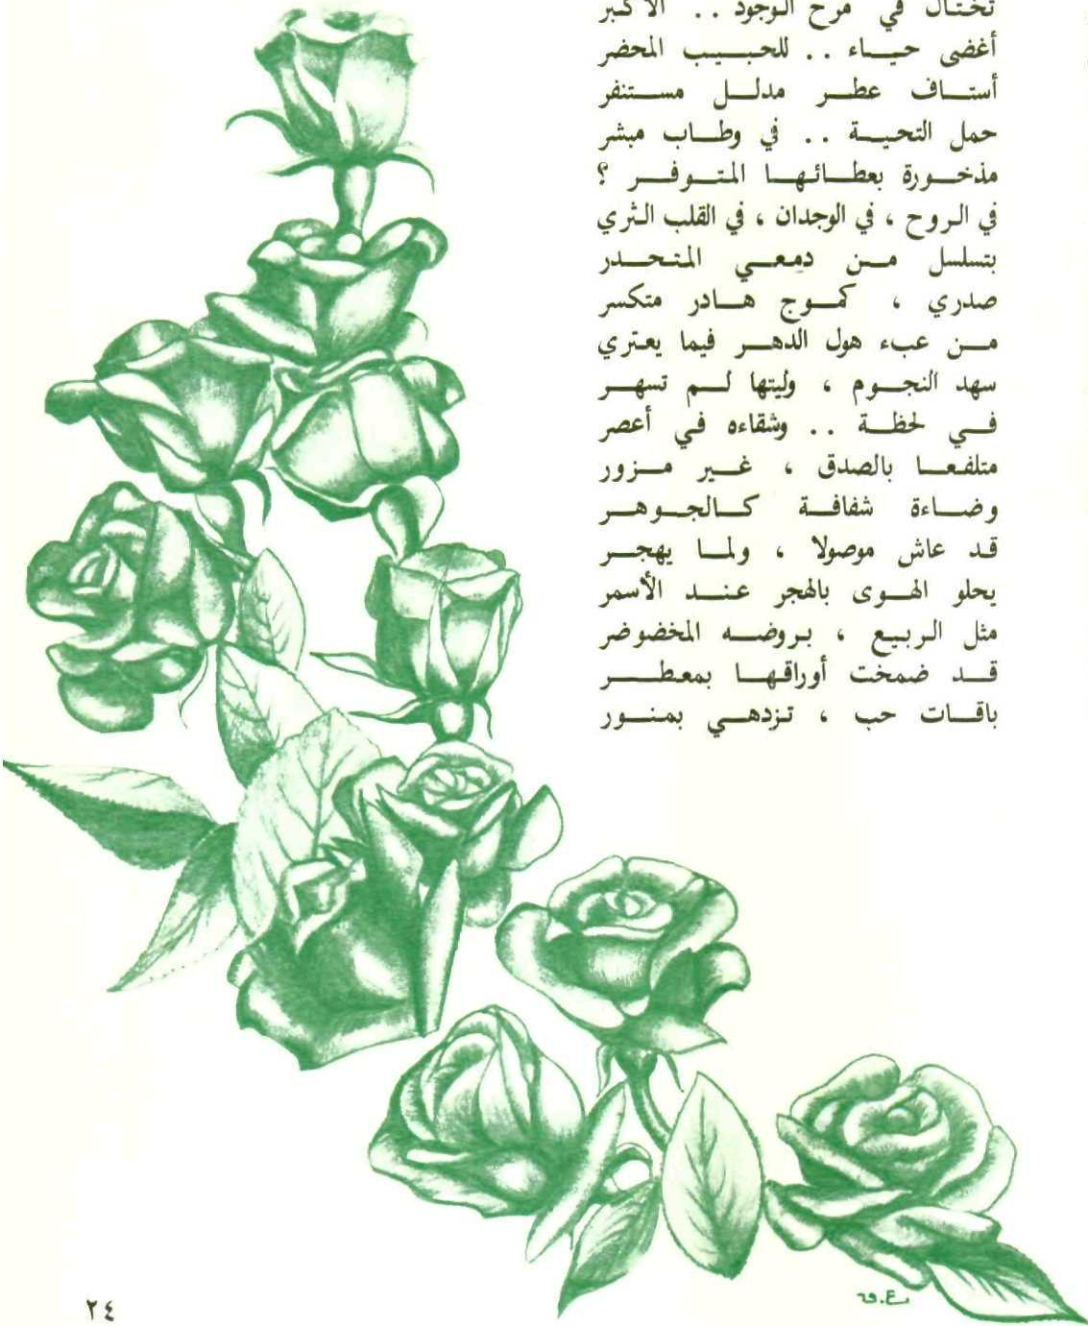 تختال في مرح الوجود .. الأكبر
أغضى حياء .. للحبيب المحضر
أستاف عطر مدلل مستنفر
حمل التحية .. في وطاب مبشر
مذخورة بعطائها المتوفر ؟
في الروح ، في الوجدان ، في القلب الثري
بتسلسل من دمعي المتحدر
صدري ، كموج هادر متكسر
من عبء هول الدهر فيما يعتري
سهد النجوم ، وليتها لم تسهر
في لحظة .. وشقاءه في أعصر
متلفعا بالصدق ، غير مزور
وضاءة شفافة كالجوهر
قد عاش موصولا ، ولما يهجر
يحلو الهوى بالهجر عند الأسمر
مثل الربيع ، بروضه المخضوضر
قد ضمخت أوراقها بمعطر
باقات حب ، تزدهي بمنور
٢٤